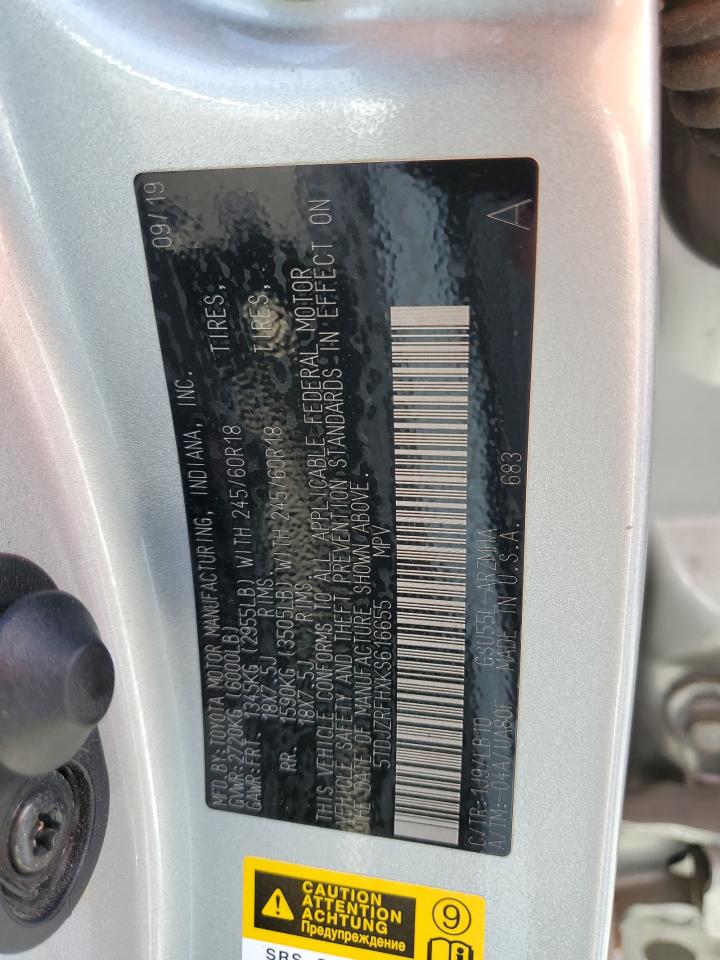 MFD BY: TOYOTA MOTOR MANUFACTURING, INDIANA, INC. 09/19
GVWR: 2720KG (6000LB)
GAWR: FRT 1345KG (2955LB) WITH 245/60R18 TIRES,
18X7.5J RIMS
RR. 1590KG (3505LB) WITH 245/60R18 TIRES,
18X7.5J RIMS
THIS VEHICLE CONFORMS TO ALL APPLICABLE FEDERAL MOTOR
VEHICLE SAFETY AND THEFT PREVENTION STANDARDS IN EFFECT ON
THE DATE OF MANUFACTURE SHOWN ABOVE.
5TDJZRFHXKS616655 MPV
C/TR: 1J9/LB10 GSU55L-ARZMHA A
A/TM: -04A/UA80F MADE IN U.S.A. 683
CAUTION
ATTENTION
ACHTUNG
Предупреждение
9
SRS